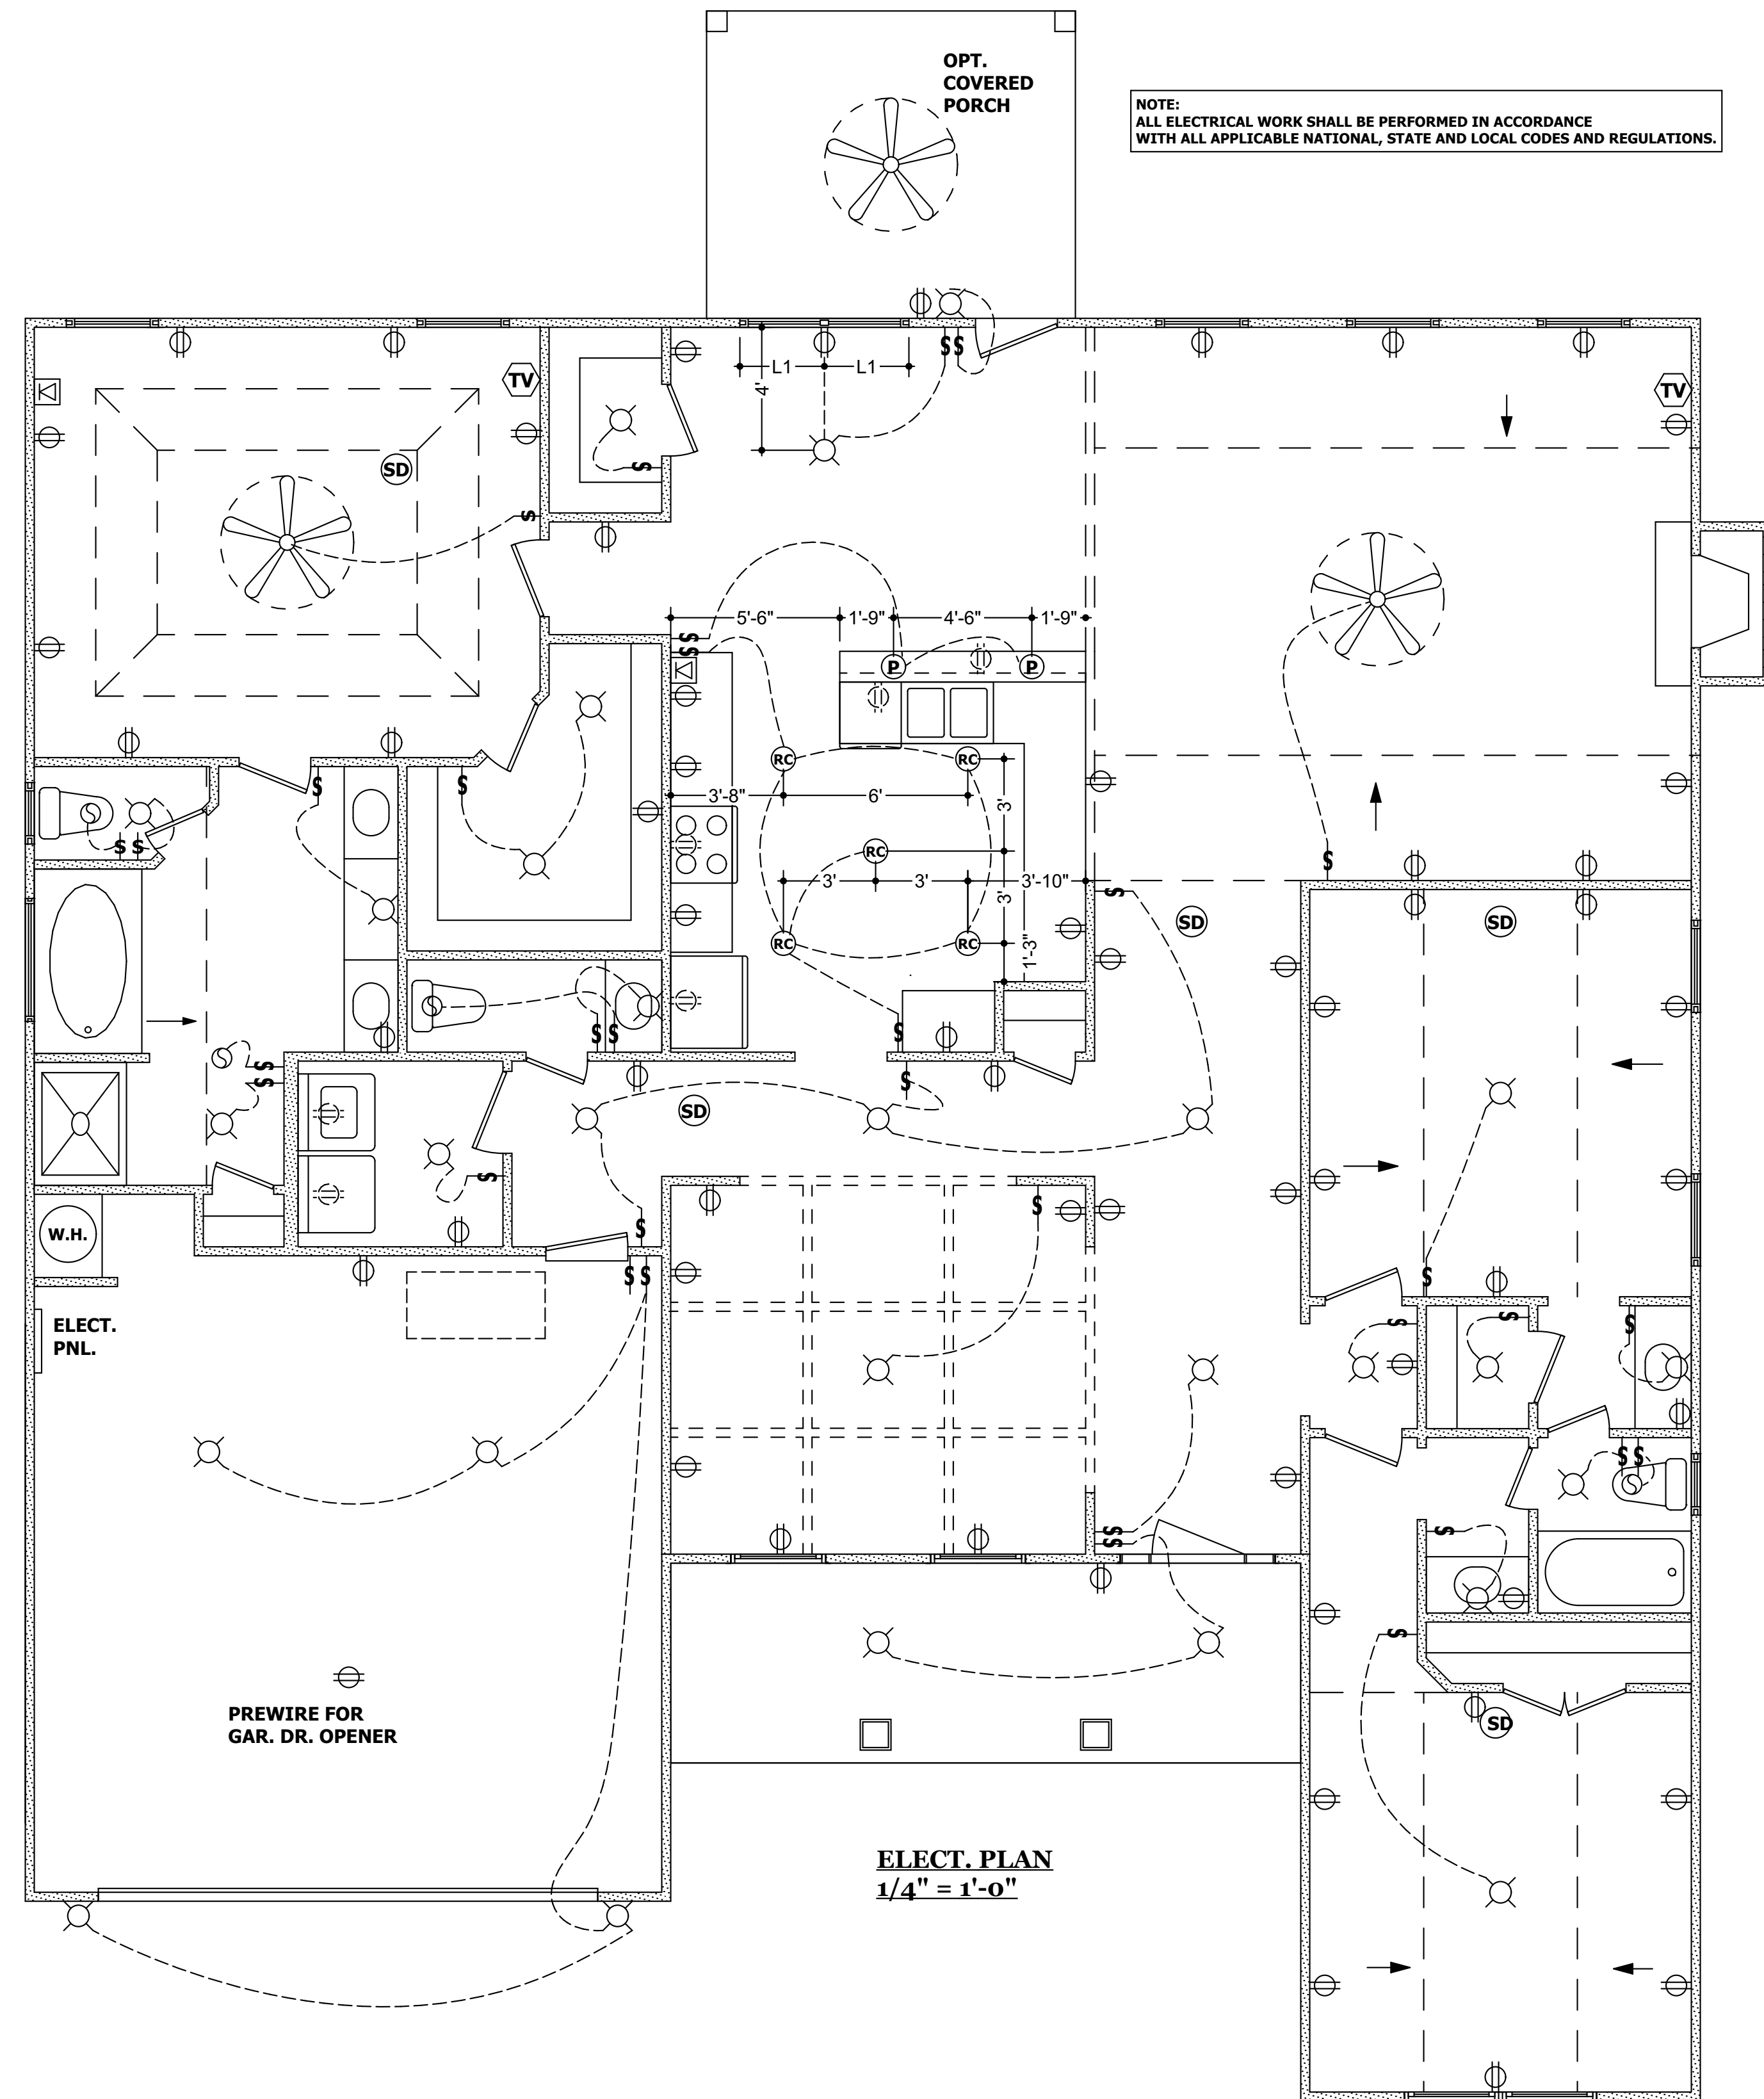 OPT.
COVERED
PORCH
NOTE:
ALL ELECTRICAL WORK SHALL BE PERFORMED IN ACCORDANCE
WITH ALL APPLICABLE NATIONAL, STATE AND LOCAL CODES AND REGULATIONS.
$$
L1 L1
4'
TV
TV
$
SD
$
5'-6" 1'-9" 4'-6" 1'-9"
$
$
P P
RC RC
$
$
3'-8" 6'
3'
$ $
RC
$
3' 3' 3'-10"
$
3'
SD
SD
RC RC
1'-3"
$ $
$
$
$
$
SD
$
$
$
W.H.
$
$ $
$
ELECT.
PNL.
$
$
$
$ $
$
$
$
$
PREWIRE FOR
GAR. DR. OPENER
SD
ELECT. PLAN
1/4" = 1'-0"